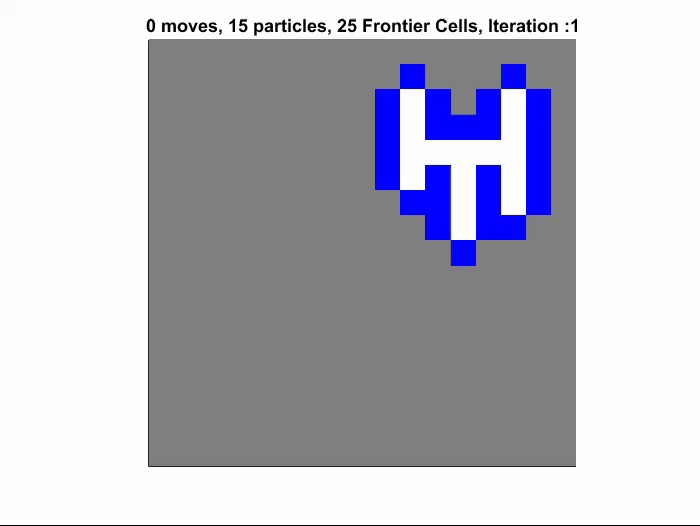 0 moves, 15 particles, 25 Frontier Cells, Iteration :1